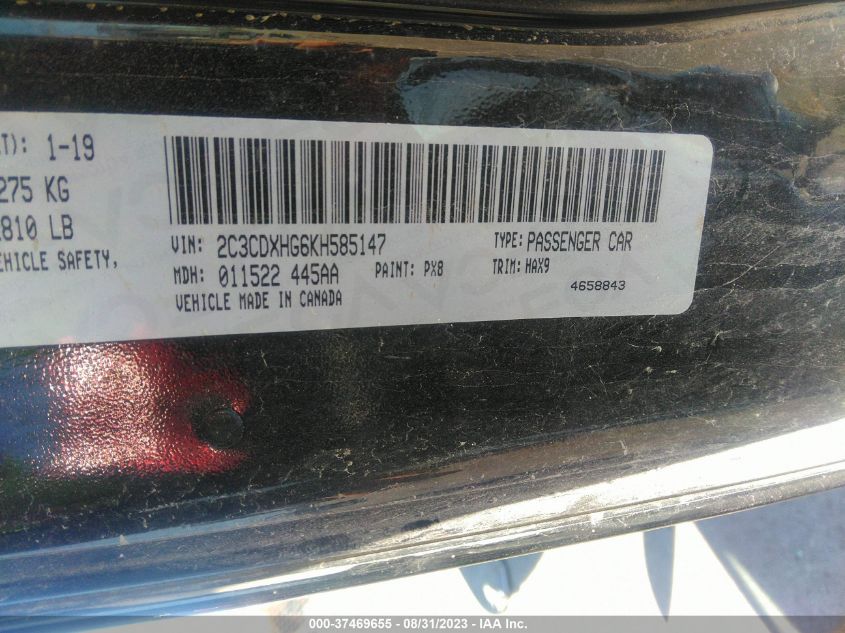 T): 1-19
275 KG
810 LB
EHICLE SAFETY,
VIN: 2C3CDXHG6KH585147 TYPE: PASSENGER CAR
MDH: 011522 445AA PAINT: PX8 TRIM: HAX9
VEHICLE MADE IN CANADA 4658843
000-37469655 - 08/31/2023 - IAA Inc.